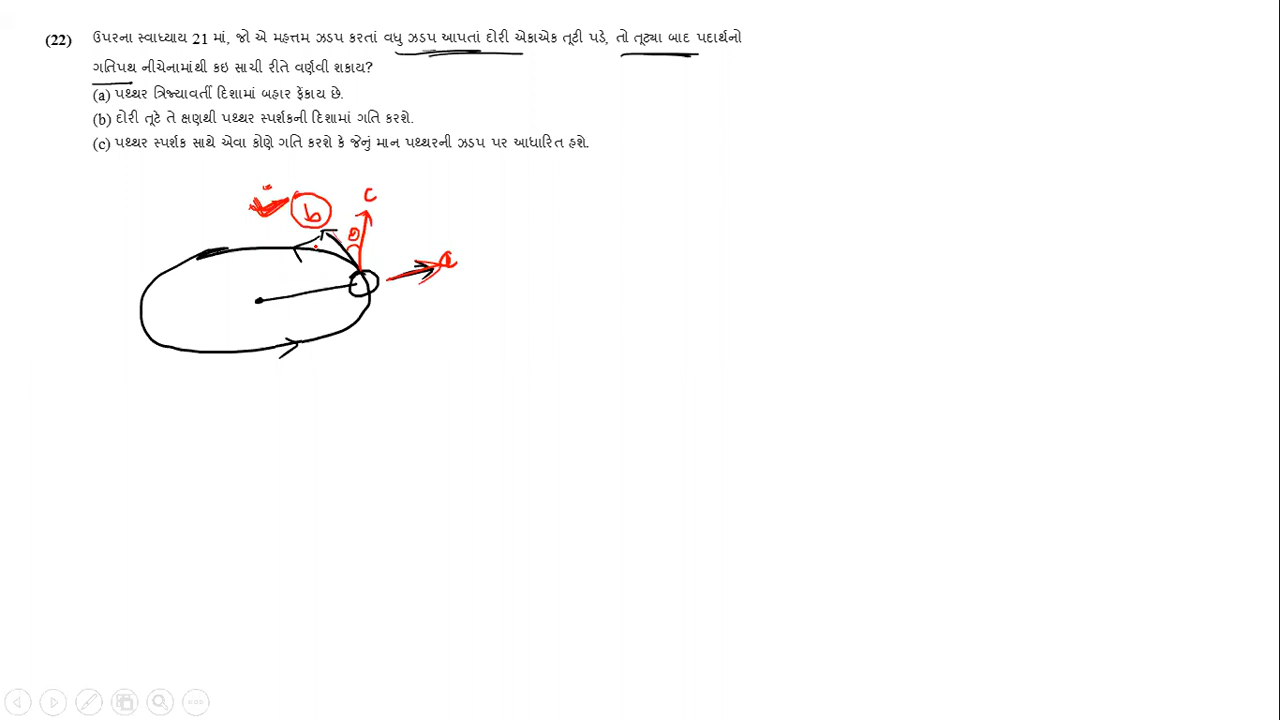 (22) ઉપરના સ્વાધ્યાય 21 માં, જો એ મહત્તમ ઝડપ કરતાં વધુ ઝડપ આપતાં દોરી એકાએક તૂટી પડે, તો તૂટ્યા બાદ પદાર્થનો
ગતિપથ નીચેનામાંથી કઇ સાચી રીતે વર્ણવી શકાય?
(a) પથ્થર ત્રિજ્યાવર્તી દિશામાં બહાર ફેંકાય છે.
(b) દોરી તૂટે તે ક્ષણથી પથ્થર સ્પર્શકની દિશામાં ગતિ કરશે.
(c) પથ્થર સ્પર્શક સાથે એવા કોણે ગતિ કરશે કે જેનું માન પથ્થરની ઝડપ પર આધારિત હશે.
c
b
θ
a